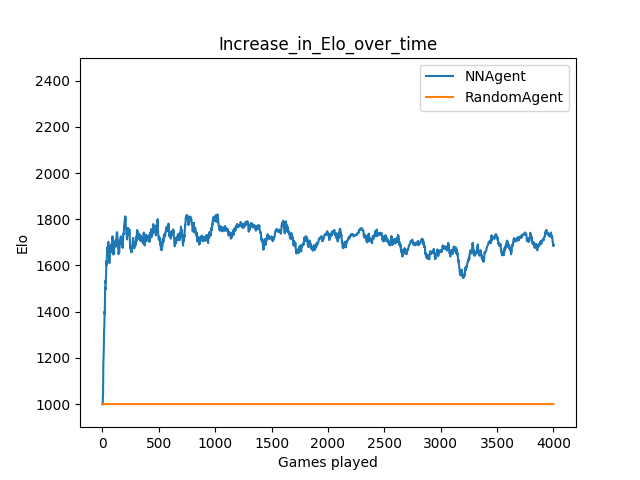 Increase_in_Elo_over_time
NNAgent
RandomAgent
2400
2200
2000
1800
1600
1400
1200
1000
Elo
0 500 1000 1500 2000 2500 3000 3500 4000
Games played